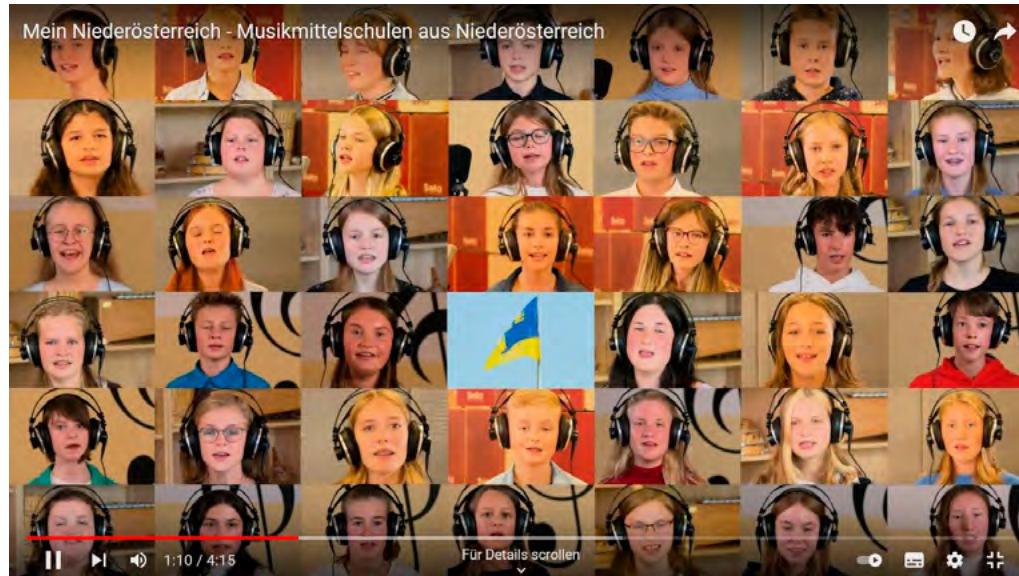 Mein Niederösterreich - Musikmittelschulen aus Niederösterreich
1:10 / 4:15
Für Details scrollen